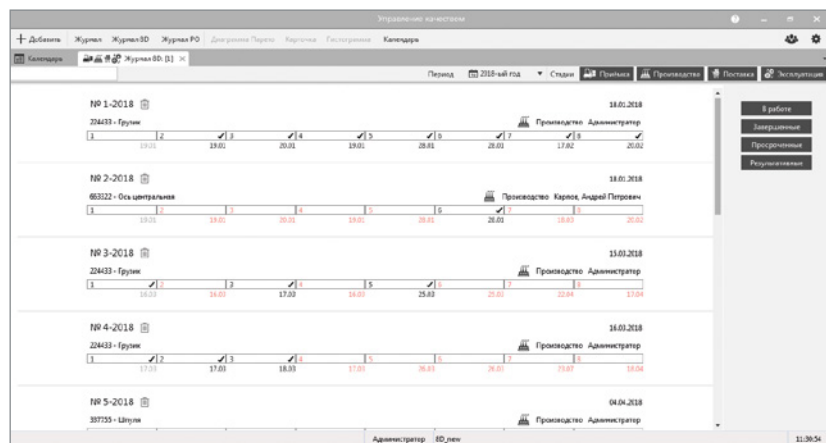 Управление качеством
Добавить Журнал Журнал 8D Журнал PO Диаграмма Парето Карточка Гистограмма Календарь
Календарь Журнал 8D: [1]
Период 2018-ый год Стадия Приёмка Производство Поставка Эксплуатация
№ 1-2018 18.01.2018
224433 - Грузик Производство Администратор
1 2 3 4 5 6 7 8
19.01 19.01 20.01 19.01 28.01 28.01 17.02 20.02
№ 2-2018 18.01.2018
663322 - Ось центральная Производство Карпов, Андрей Петрович
1 2 3 4 5 6 7 8
19.01 19.01 20.01 19.01 28.01 28.01 18.03 20.02
№ 3-2018 15.03.2018
224433 - Грузик Производство Администратор
1 2 3 4 5 6 7 8
16.03 16.03 17.03 16.03 25.03 25.03 22.04 17.04
№ 4-2018 16.03.2018
224433 - Грузик Производство Администратор
1 2 3 4 5 6 7 8
17.03 17.03 18.03 17.03 26.03 26.03 18.04
№ 5-2018 04.04.2018
397755 - Шпуля Производство Администратор
В работе
Завершенные
Просроченные
Результативные
Администратор 8D_new 11:30:54